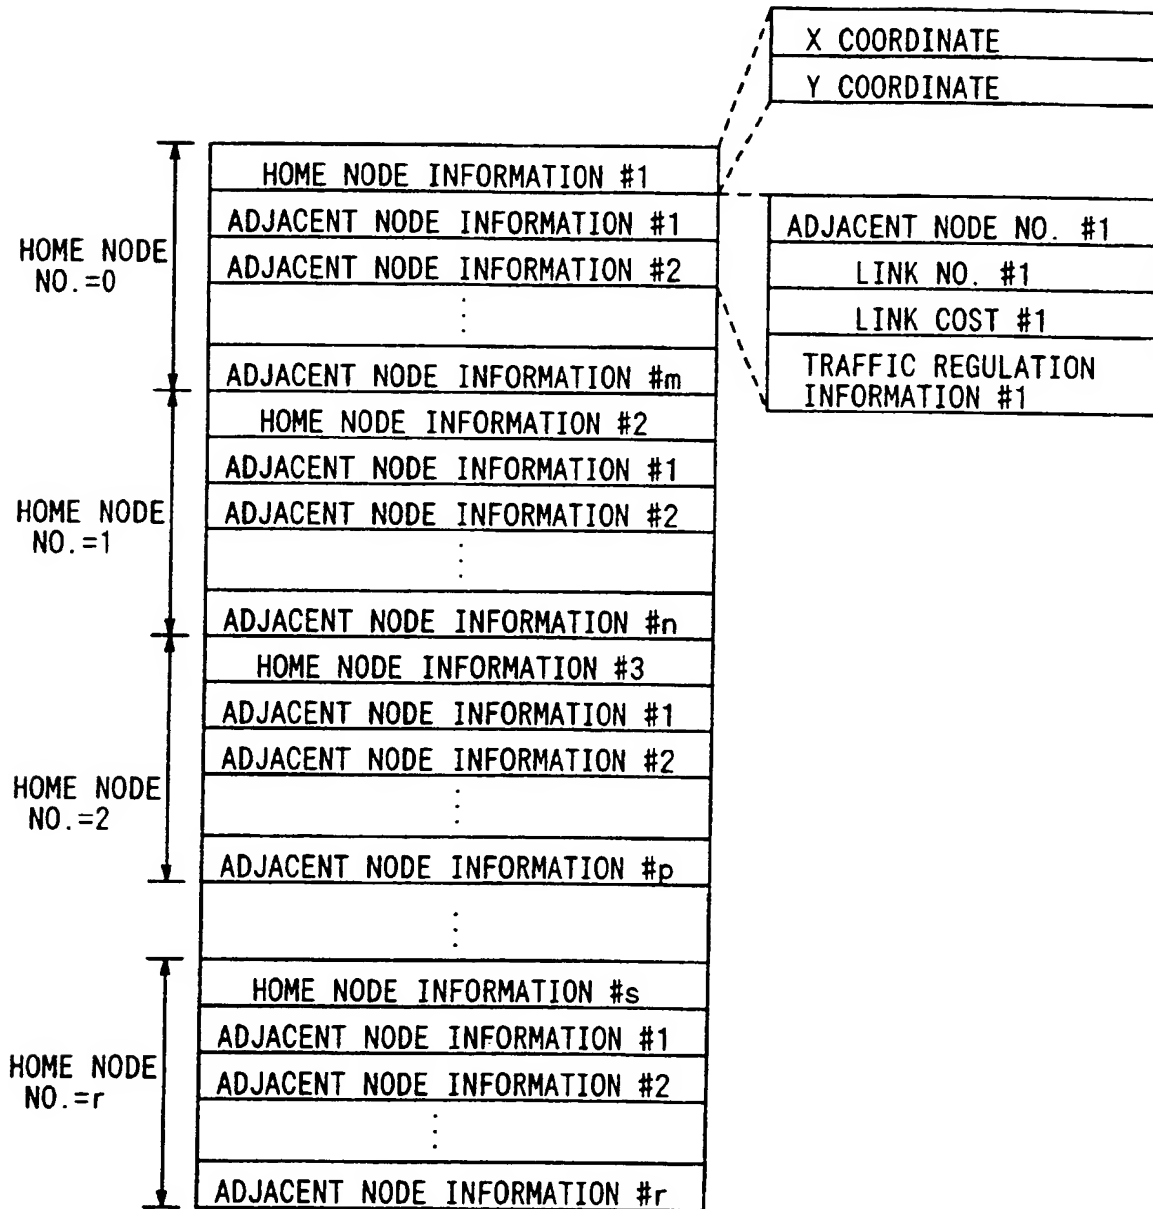 X COORDINATE
Y COORDINATE
HOME NODE INFORMATION #1
ADJACENT NODE INFORMATION #1
ADJACENT NODE INFORMATION #2
ADJACENT NODE INFORMATION #m
HOME NODE
NO.=0
ADJACENT NODE NO. #1
LINK NO. #1
LINK COST #1
TRAFFIC REGULATION
INFORMATION #1
HOME NODE INFORMATION #2
ADJACENT NODE INFORMATION #1
ADJACENT NODE INFORMATION #2
ADJACENT NODE INFORMATION #n
HOME NODE
NO.=1
HOME NODE INFORMATION #3
ADJACENT NODE INFORMATION #1
ADJACENT NODE INFORMATION #2
ADJACENT NODE INFORMATION #p
HOME NODE
NO.=2
HOME NODE INFORMATION #s
ADJACENT NODE INFORMATION #1
ADJACENT NODE INFORMATION #2
ADJACENT NODE INFORMATION #r
HOME NODE
NO.=r